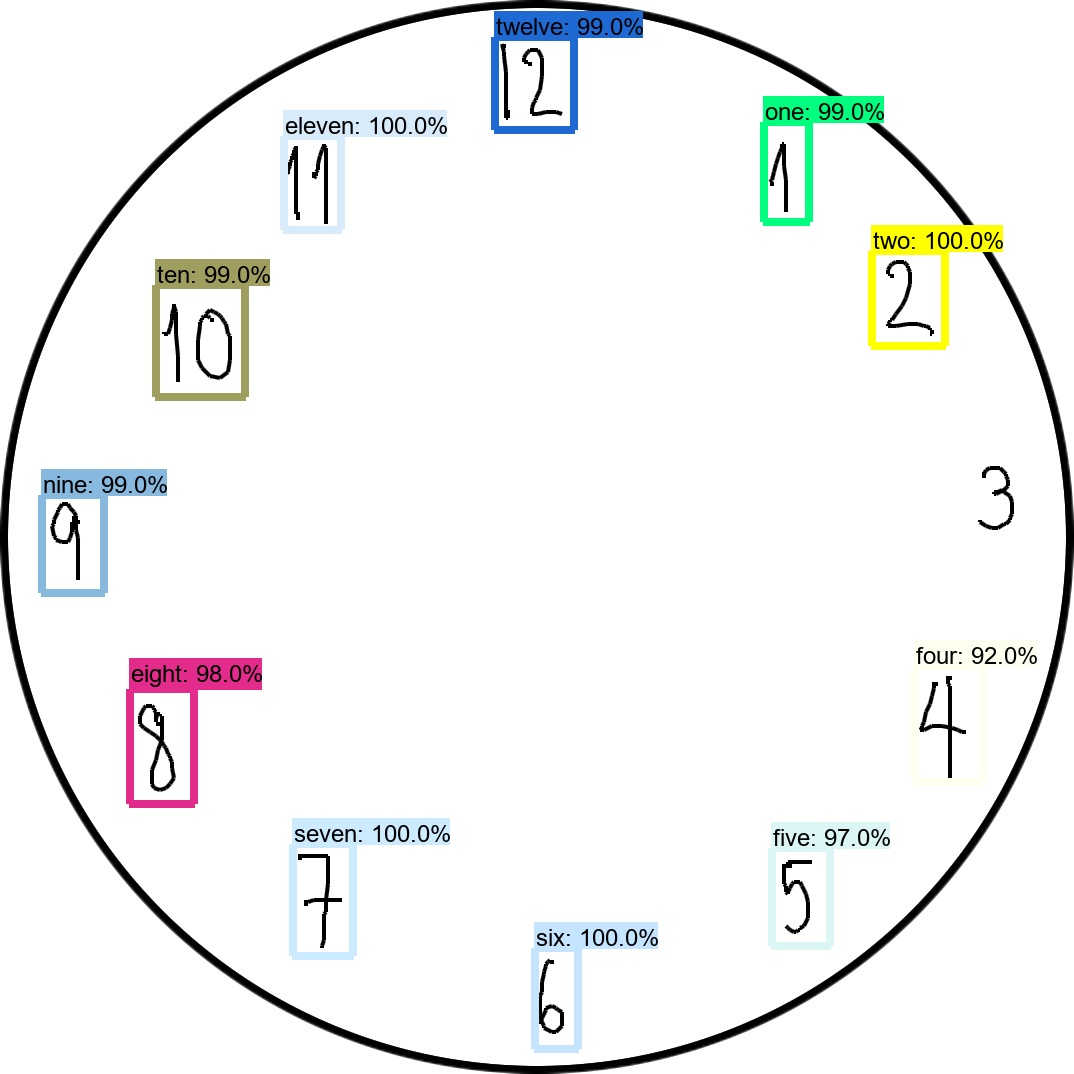 twelve: 99.0%
12
one: 99.0%
1
eleven: 100.0%
11
two: 100.0%
2
ten: 99.0%
10
3
nine: 99.0%
9
four: 92.0%
4
eight: 98.0%
8
five: 97.0%
5
seven: 100.0%
7
six: 100.0%
6